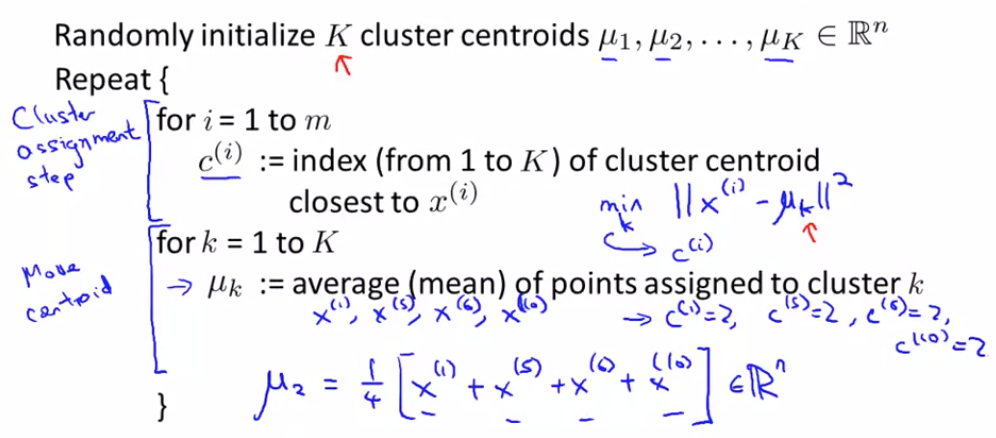 Randomly initialize K cluster centroids μ₁, μ₂, . . . , μ_K ∈ ℝⁿ
Repeat {
Cluster assignment step
for i = 1 to m
c⁽ⁱ⁾ := index (from 1 to K) of cluster centroid
closest to x⁽ⁱ⁾
min k ||x⁽ⁱ⁾ - μ_k||²
→ c⁽ⁱ⁾
for k = 1 to K
Move centroid
→ μ_k := average (mean) of points assigned to cluster k
x⁽¹⁾, x⁽⁵⁾, x⁽⁶⁾, x⁽¹⁰⁾ → c⁽¹⁾=2, c⁽⁵⁾=2, c⁽⁶⁾=2,
c⁽¹⁰⁾=2
μ₂ = 1/4 [x⁽¹⁾ + x⁽⁵⁾ + x⁽⁶⁾ + x⁽¹⁰⁾] ∈ ℝⁿ
}